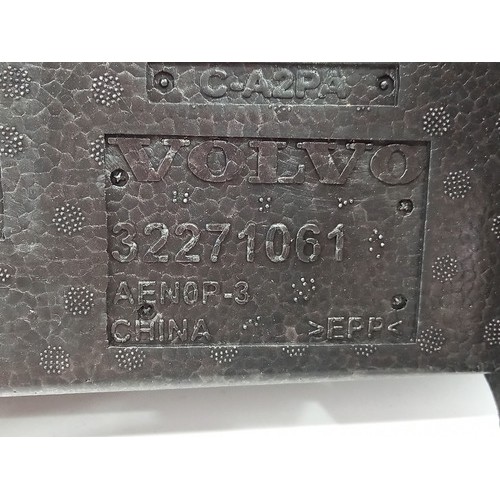 C-A2PA
VOLVO
32271061
AEN0P-3
CHINA >EPP<